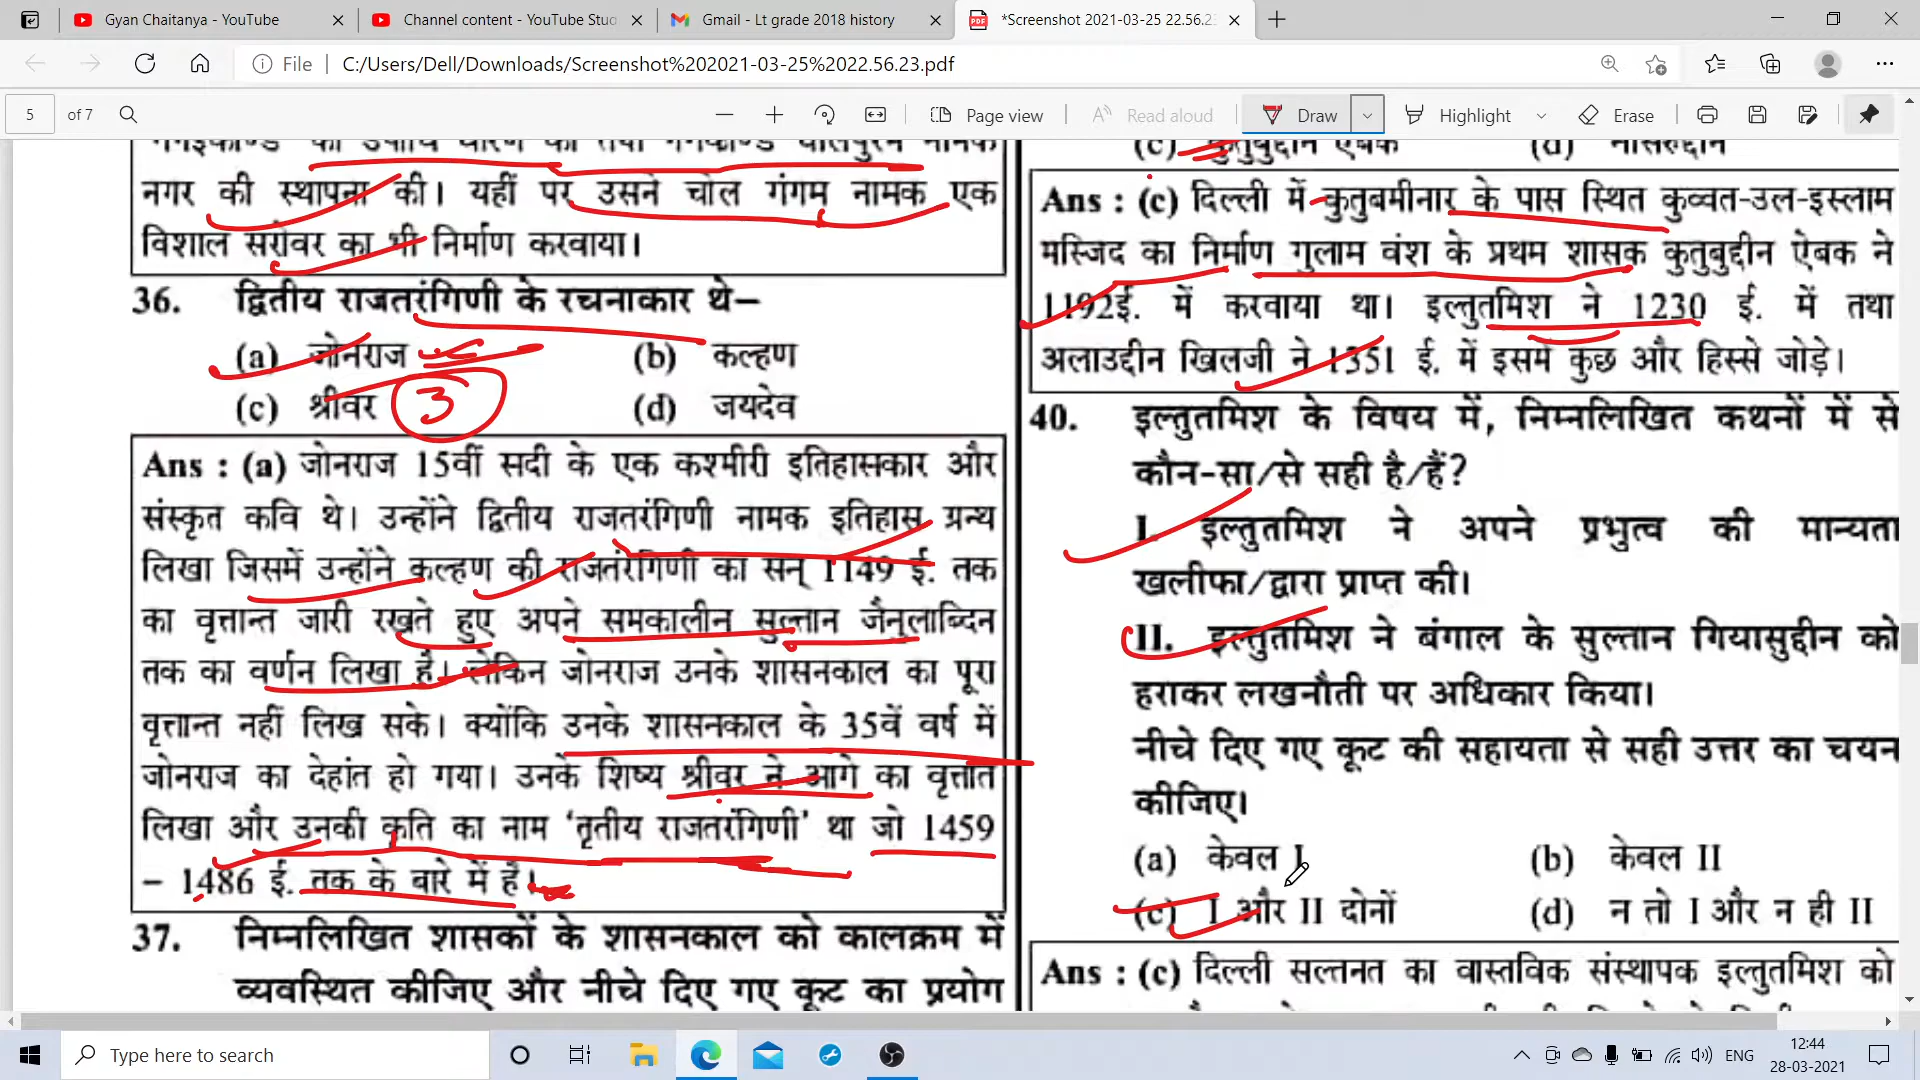 Gyan Chaitanya - YouTube
Channel content - YouTube Stud
Gmail - Lt grade 2018 history
*Screenshot 2021-03-25 22.56.23
File
C:/Users/Dell/Downloads/Screenshot%202021-03-25%2022.56.23.pdf
5 of 7
Page view
Read aloud
Draw
Highlight
Erase
नगर की स्थापना की। यहीं पर उसने चोल गंगम नामक एक
विशाल सरोवर का भी निर्माण करवाया।
36. द्वितीय राजतरंगिणी के रचनाकार थे–
(a) जोनराज (b) कल्हण
(c) श्रीवर 3 (d) जयदेव
Ans : (a) जोनराज 15वीं सदी के एक कश्मीरी इतिहासकार और
संस्कृत कवि थे। उन्होंने द्वितीय राजतरंगिणी नामक इतिहास ग्रन्थ
लिखा जिसमें उन्होंने कल्हण की राजतरंगिणी का सन् 1149 ई. तक
का वृत्तान्त जारी रखते हुए अपने समकालीन सुल्तान जैनुलाब्दिन
तक का वर्णन लिखा है। लेकिन जोनराज उनके शासनकाल का पूरा
वृत्तान्त नहीं लिख सके। क्योंकि उनके शासनकाल के 35वें वर्ष में
जोनराज का देहांत हो गया। उनके शिष्य श्रीवर ने आगे का वृत्तांत
लिखा और उनकी कृति का नाम ‘तृतीय राजतरंगिणी’ था जो 1459
– 1486 ई. तक के बारे में है।
37. निम्नलिखित शासकों के शासनकाल को कालक्रम में
व्यवस्थित कीजिए और नीचे दिए गए कूट का प्रयोग
(c) कुतुबुद्दीन ऐबक (d) नासिरुद्दीन
Ans : (c) दिल्ली में कुतुबमीनार के पास स्थित कुव्वत-उल-इस्लाम
मस्जिद का निर्माण गुलाम वंश के प्रथम शासक कुतुबुद्दीन ऐबक ने
1192ई. में करवाया था। इल्तुतमिश ने 1230 ई. में तथा
अलाउद्दीन खिलजी ने 1351 ई. में इसमें कुछ और हिस्से जोड़े।
40. इल्तुतमिश के विषय में, निम्नलिखित कथनों में से
कौन-सा/से सही है/हैं?
I. इल्तुतमिश ने अपने प्रभुत्व की मान्यता
खलीफा/द्वारा प्राप्त की।
II. इल्तुतमिश ने बंगाल के सुल्तान गियासुद्दीन को
हराकर लखनौती पर अधिकार किया।
नीचे दिए गए कूट की सहायता से सही उत्तर का चयन
कीजिए।
(a) केवल I (b) केवल II
(c) I और II दोनों (d) न तो I और न ही II
Ans : (c) दिल्ली सल्तनत का वास्तविक संस्थापक इल्तुतमिश को
Type here to search
ENG
12:44
28-03-2021